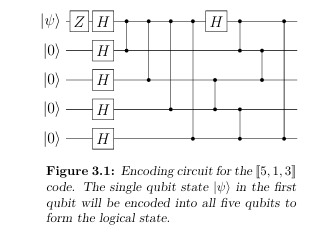 |ψ⟩ Z H H
|0⟩ H
|0⟩ H
|0⟩ H
|0⟩ H
Figure 3.1: Encoding circuit for the ⟦5, 1, 3⟧
code. The single qubit state |ψ⟩ in the first
qubit will be encoded into all five qubits to
form the logical state.